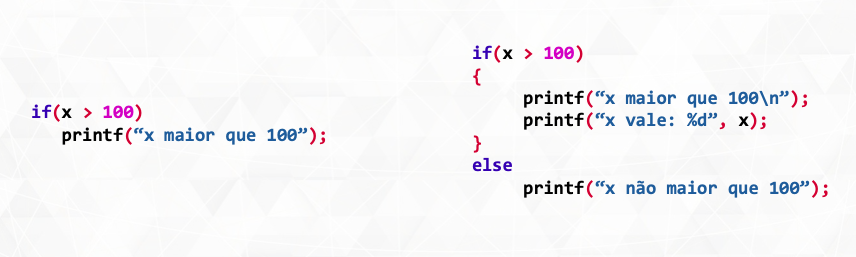 if(x > 100)
   printf(“x maior que 100”);
if(x > 100)
{
     printf(“x maior que 100\n”);
     printf(“x vale: %d”, x);
}
else
     printf(“x não maior que 100”);